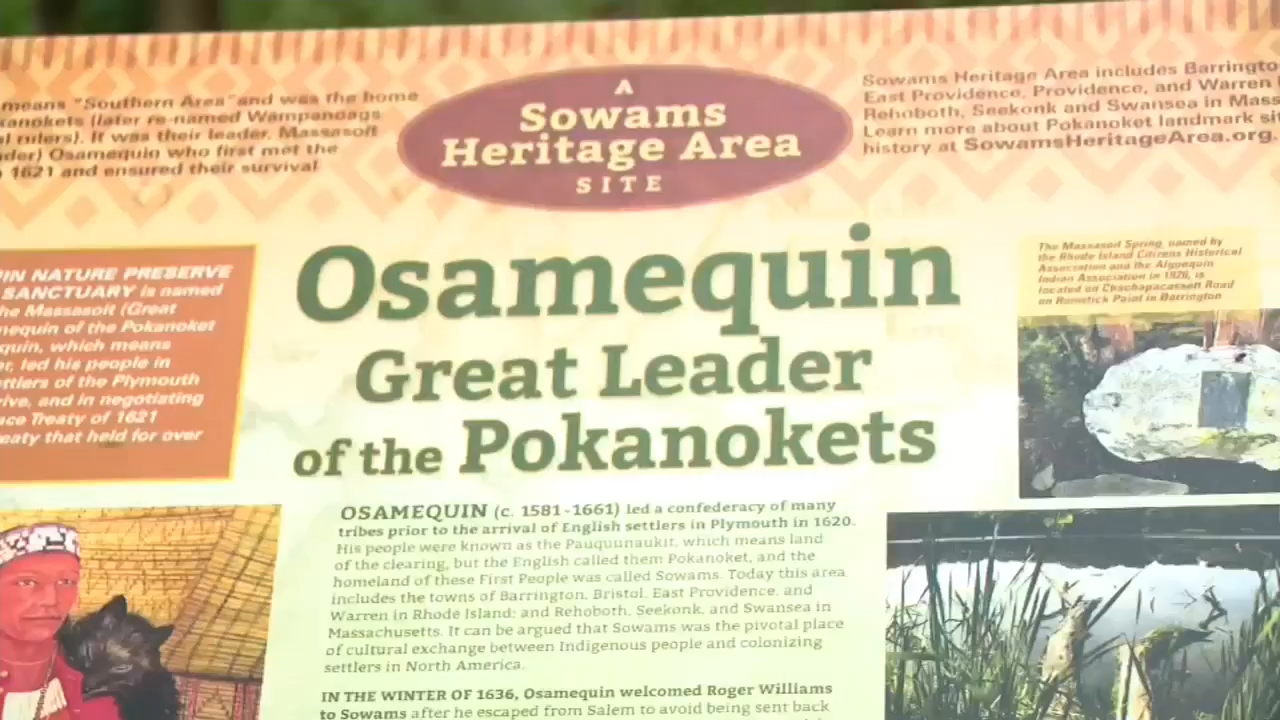 means "Southern Area" and was the home
kanokets (later re-named Wampanoags
al rulers). It was their leader, Massasoit
der) Osamequin who first met the
1621 and ensured their survival
A
Sowams
Heritage Area
SITE
Sowams Heritage Area includes Barringto
East Providence, Providence, and Warren
Rehoboth, Seekonk and Swansea in Mass
Learn more about Pokanoket landmark sit
history at SowamsHeritageArea.org.
Osamequin
Great Leader
of the Pokanokets
PIN NATURE PRESERVE
SANCTUARY is named
he Massasoit (Great
mequin of the Pokanoket
quin, which means
or, led his people in
ttlers of the Plymouth
rive, and in negotiating
ace Treaty of 1621
eaty that held for over
The Massasoit Spring, named by
the Rhode Island Citizens Historical
Association and the Algonquin
Indian Association in 1926, is
located on Chachapacassett Road
on Rumstick Point in Barrington
OSAMEQUIN (c. 1581-1661) led a confederacy of many
tribes prior to the arrival of English settlers in Plymouth in 1620.
His people were known as the Pauquunaukit, which means land
of the clearing, but the English called them Pokanoket, and the
homeland of these First People was called Sowams. Today this area
includes the towns of Barrington, Bristol, East Providence, and
Warren in Rhode Island; and Rehoboth, Seekonk, and Swansea in
Massachusetts. It can be argued that Sowams was the pivotal place
of cultural exchange between Indigenous people and colonizing
settlers in North America.
IN THE WINTER OF 1636, Osamequin welcomed Roger Williams
to Sowams after he escaped from Salem to avoid being sent back